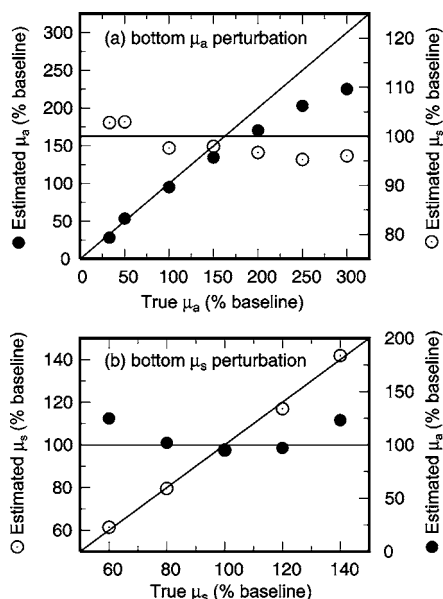 (a) bottom μa perturbation
● Estimated μa (% baseline)
300
250
200
150
100
50
0
120
110
100
90
80
⊙ Estimated μs (% baseline)
0 50 100 150 200 250 300
True μa (% baseline)
(b) bottom μs perturbation
⊙ Estimated μs (% baseline)
140
120
100
80
60
200
150
100
50
0
● Estimated μa (% baseline)
60 80 100 120 140
True μs (% baseline)